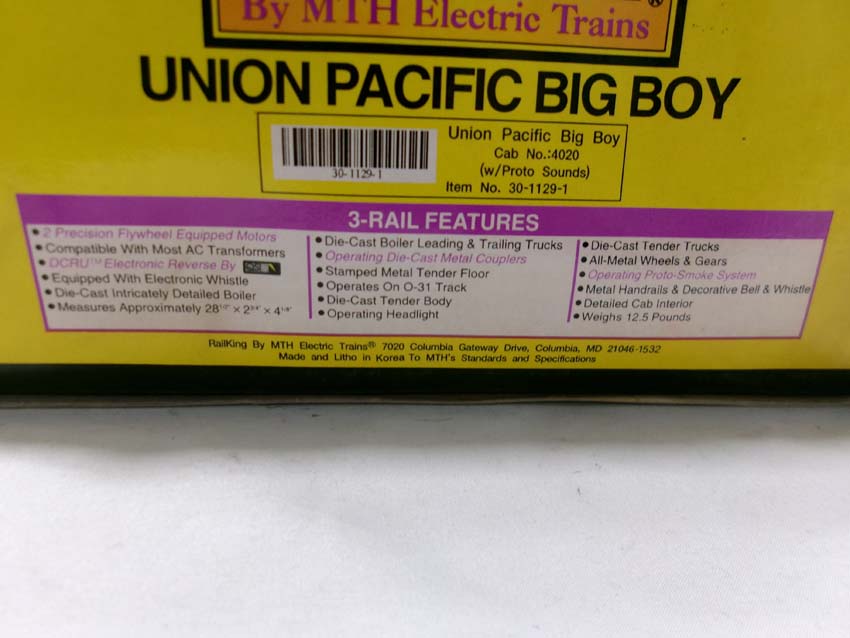 By MTH Electric Trains
UNION PACIFIC BIG BOY
30-1129-1
Union Pacific Big Boy
Cab No.:4020
(w/Proto Sounds)
Item No. 30-1129-1
3-RAIL FEATURES
• 2 Precision Flywheel Equipped Motors
• Compatible With Most AC Transformers
• DCRU™ Electronic Reverse By
• Equipped With Electronic Whistle
• Die-Cast Intricately Detailed Boiler
• Measures Approximately 28 1/2" × 2 3/4" × 4 1/8"
• Die-Cast Boiler Leading & Trailing Trucks
• Operating Die-Cast Metal Couplers
• Stamped Metal Tender Floor
• Operates On O-31 Track
• Die-Cast Tender Body
• Operating Headlight
• Die-Cast Tender Trucks
• All-Metal Wheels & Gears
• Operating Proto-Smoke System
• Metal Handrails & Decorative Bell & Whistle
• Detailed Cab Interior
• Weighs 12.5 Pounds
RailKing By MTH Electric Trains® 7020 Columbia Gateway Drive, Columbia, MD 21046-1532
Made and Litho in Korea To MTH's Standards and Specifications